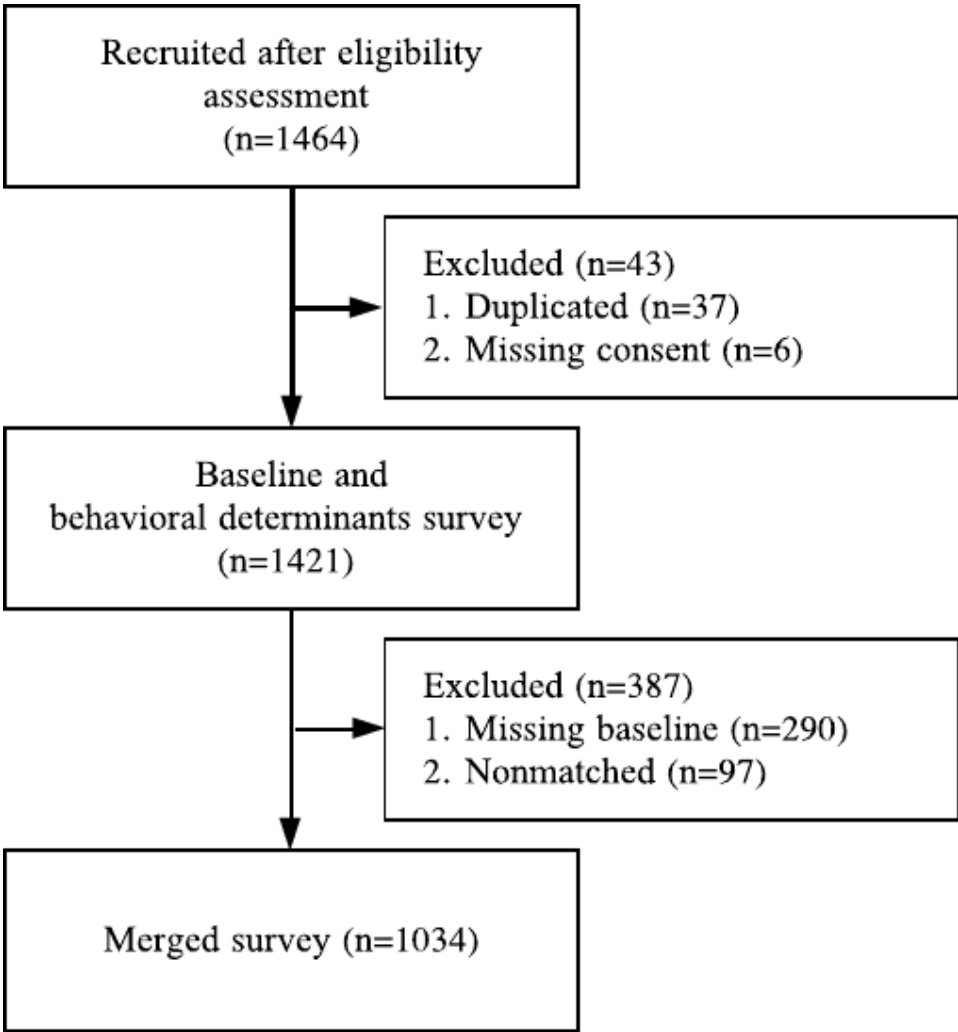 Recruited after eligibility
assessment
(n=1464)
Excluded (n=43)
1. Duplicated (n=37)
2. Missing consent (n=6)
Baseline and
behavioral determinants survey
(n=1421)
Excluded (n=387)
1. Missing baseline (n=290)
2. Nonmatched (n=97)
Merged survey (n=1034)